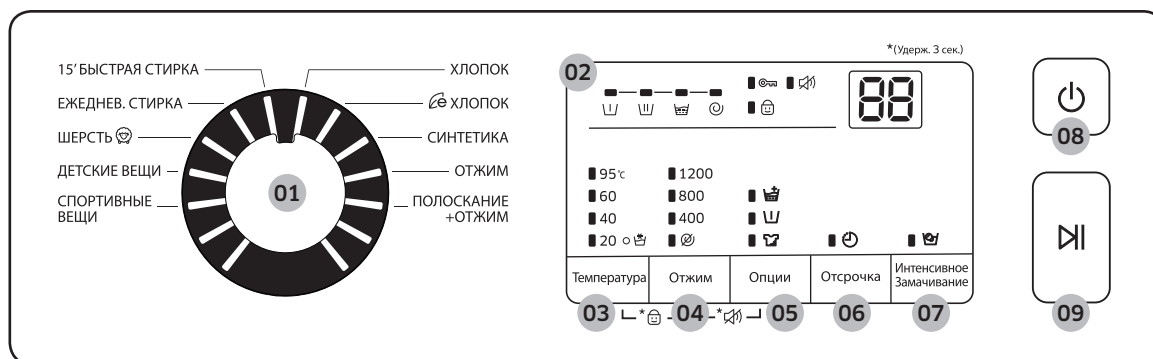 *(Удерж. 3 сек.)
02
15’ БЫСТРАЯ СТИРКА
ХЛОПОК
88
ЕЖЕДНЕВ. СТИРКА
ХЛОПОК
08
ШЕРСТЬ
СИНТЕТИКА
ДЕТСКИЕ ВЕЩИ
ОТЖИМ
01
СПОРТИВНЫЕ
ВЕЩИ
ПОЛОСКАНИЕ
+ОТЖИМ
95℃
1200
60
800
40
400
20
Температура
Отжим
Опции
Отсрочка
Интенсивное
Замачивание
03
*
04
*
05
06
07
09